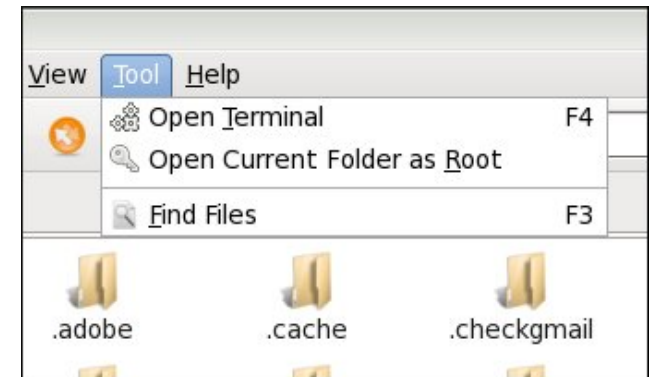 View Tool Help
Open Terminal F4
Open Current Folder as Root
Find Files F3
.adobe .cache .checkgmail